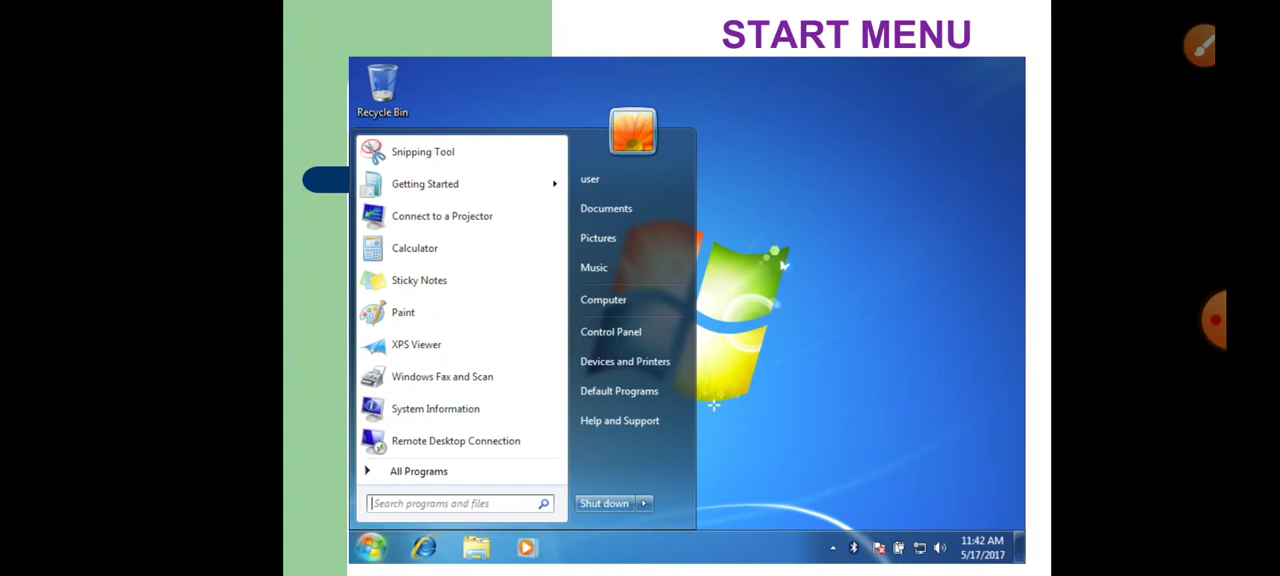 START MENU
Recycle Bin
Snipping Tool
Getting Started
Connect to a Projector
Calculator
Sticky Notes
Paint
XPS Viewer
Windows Fax and Scan
System Information
Remote Desktop Connection
All Programs
Search programs and files
user
Documents
Pictures
Music
Computer
Control Panel
Devices and Printers
Default Programs
Help and Support
Shut down
11:42 AM
5/17/2017